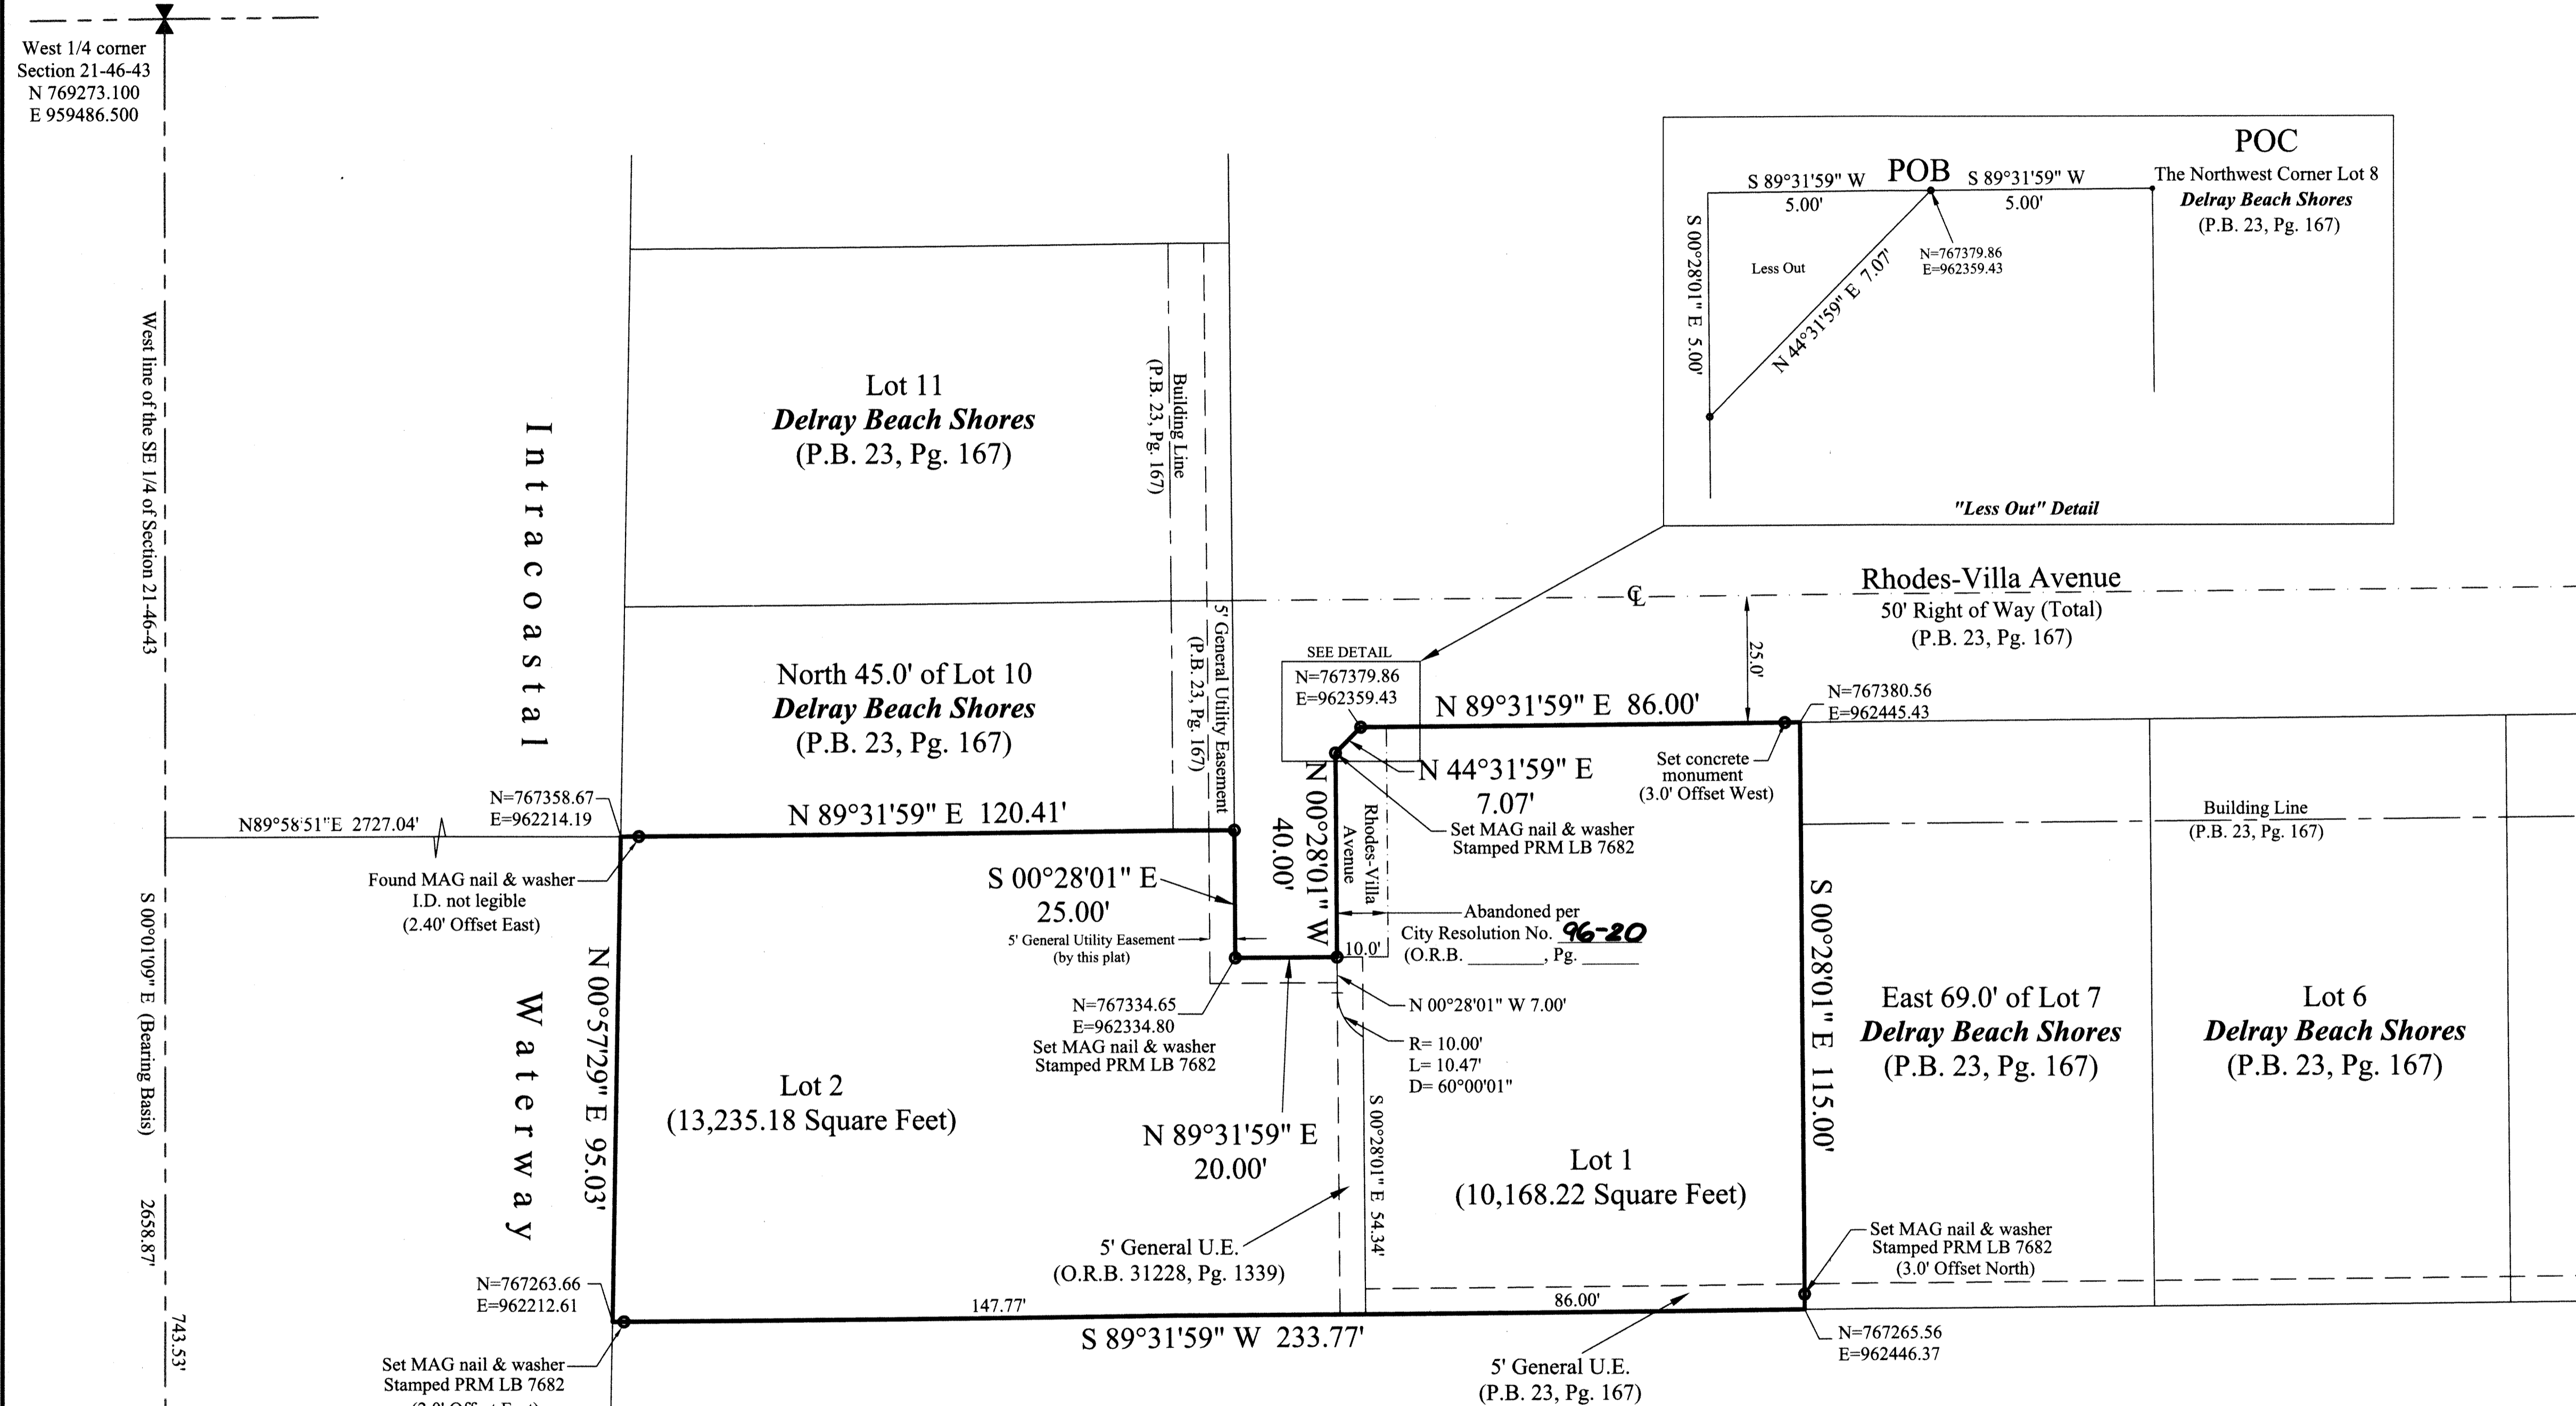 West 1/4 corner
Section 21-46-43
N 769273.100
E 959486.500
West line of the SE 1/4 of Section 21-46-43
S 00°01'09" E (Bearing Basis)
2658.87'
743.53'
Intracoastal
Waterway
Lot 11
Delray Beach Shores
(P.B. 23, Pg. 167)
Building Line
(P.B. 23, Pg. 167)
North 45.0' of Lot 10
Delray Beach Shores
(P.B. 23, Pg. 167)
5' General Utility Easement
(P.B. 23, Pg. 167)
POC
The Northwest Corner Lot 8
Delray Beach Shores
(P.B. 23, Pg. 167)
POB
S 89°31'59" W
5.00'
S 89°31'59" W
5.00'
S 00°28'01" E 5.00'
Less Out
N 44°31'59" E 7.07'
N=767379.86
E=962359.43
"Less Out" Detail
Rhodes-Villa Avenue
50' Right of Way (Total)
(P.B. 23, Pg. 167)
25.0'
SEE DETAIL
N=767379.86
E=962359.43
N 89°31'59" E 86.00'
N=767380.56
E=962445.43
Set concrete
monument
(3.0' Offset West)
N 44°31'59" E
7.07'
Set MAG nail & washer
Stamped PRM LB 7682
N 00°28'01" W
40.00'
Rhodes-Villa
Avenue
Abandoned per
City Resolution No. 96-20
(O.R.B. ________, Pg. ______
10.0'
N89°58'51"E 2727.04'
N=767358.67
E=962214.19
N 89°31'59" E 120.41'
Found MAG nail & washer
I.D. not legible
(2.40' Offset East)
S 00°28'01" E
25.00'
5' General Utility Easement
(by this plat)
N=767334.65
E=962334.80
Set MAG nail & washer
Stamped PRM LB 7682
N 00°28'01" W 7.00'
R= 10.00'
L= 10.47'
D= 60°00'01"
N 89°31'59" E
20.00'
N 00°57'29" E 95.03'
Lot 2
(13,235.18 Square Feet)
S 00°28'01" E 54.34'
5' General U.E.
(O.R.B. 31228, Pg. 1339)
Lot 1
(10,168.22 Square Feet)
S 00°28'01" E 115.00'
Building Line
(P.B. 23, Pg. 167)
East 69.0' of Lot 7
Delray Beach Shores
(P.B. 23, Pg. 167)
Lot 6
Delray Beach Shores
(P.B. 23, Pg. 167)
Set MAG nail & washer
Stamped PRM LB 7682
(3.0' Offset North)
N=767263.66
E=962212.61
147.77'
86.00'
S 89°31'59" W 233.77'
N=767265.56
E=962446.37
5' General U.E.
(P.B. 23, Pg. 167)
Set MAG nail & washer
Stamped PRM LB 7682